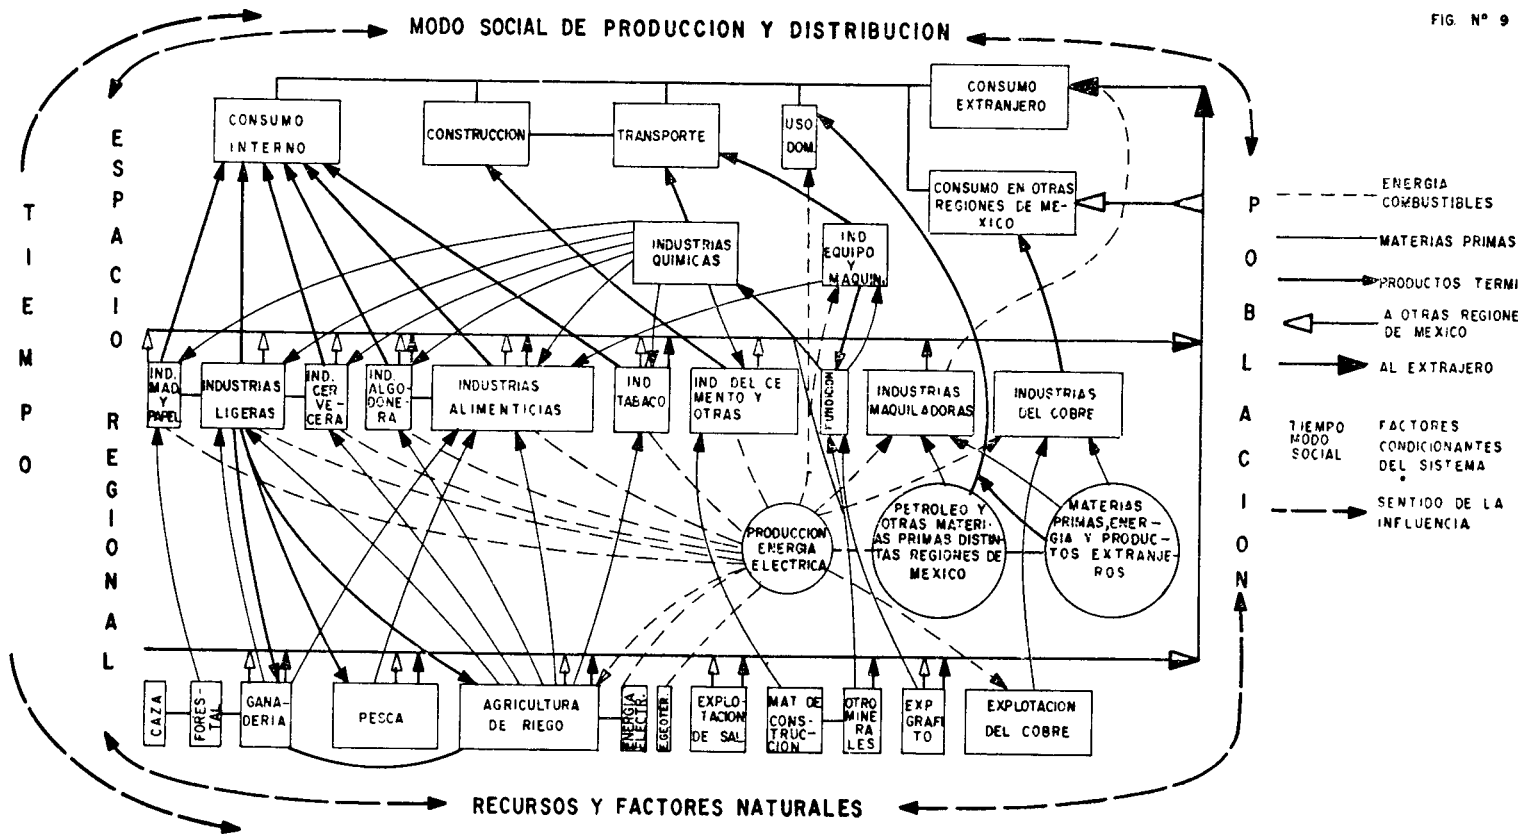 FIG. Nº 9
MODO SOCIAL DE PRODUCCION Y DISTRIBUCION
TIEMPO
ESPACIO REGIONAL
POBLACION
CONSUMO
INTERNO
CONSTRUCCION
TRANSPORTE
USO
DOM.
CONSUMO
EXTRANJERO
CONSUMO EN OTRAS
REGIONES DE ME-
XICO
INDUSTRIAS
QUIMICAS
IND
EQUIPO
Y
MAQUIN.
IND.
MAD
Y
PAPEL
INDUSTRIAS
LIGERAS
IND.
CER
VE-
CERA
IND.
ALGO-
DONE-
RA
INDUSTRIAS
ALIMENTICIAS
IND
TABACO
IND. DEL CE
MENTO Y
OTRAS
FUNDICION
INDUSTRIAS
MAQUILADORAS
INDUSTRIAS
DEL COBRE
PRODUCCION
ENERGIA
ELECTRICA
PETROLEO Y
OTRAS MATERI-
AS PRIMAS DISTIN-
TAS REGIONES DE
MEXICO
MATERIAS
PRIMAS, ENER-
GIA Y PRODUC-
TOS EXTRANJE-
ROS
CAZA
FORES-
TAL
GANA-
DERIA
PESCA
AGRICULTURA
DE RIEGO
ENERGIA
ELECTR.
E.GEOTER.
EXPLO-
TACION
DE SAL
MAT DE
CONS-
TRUC-
CION
OTRO
MINE
RA
LES
EXP
GRAFI
TO
EXPLOTACION
DEL COBRE
RECURSOS Y FACTORES NATURALES
ENERGIA
COMBUSTIBLES
MATERIAS PRIMAS
PRODUCTOS TERMI
A OTRAS REGIONE
DE MEXICO
AL EXTRAJERO
TIEMPO
MODO
SOCIAL
FACTORES
CONDICIONANTES
DEL SISTEMA
SENTIDO DE LA
INFLUENCIA